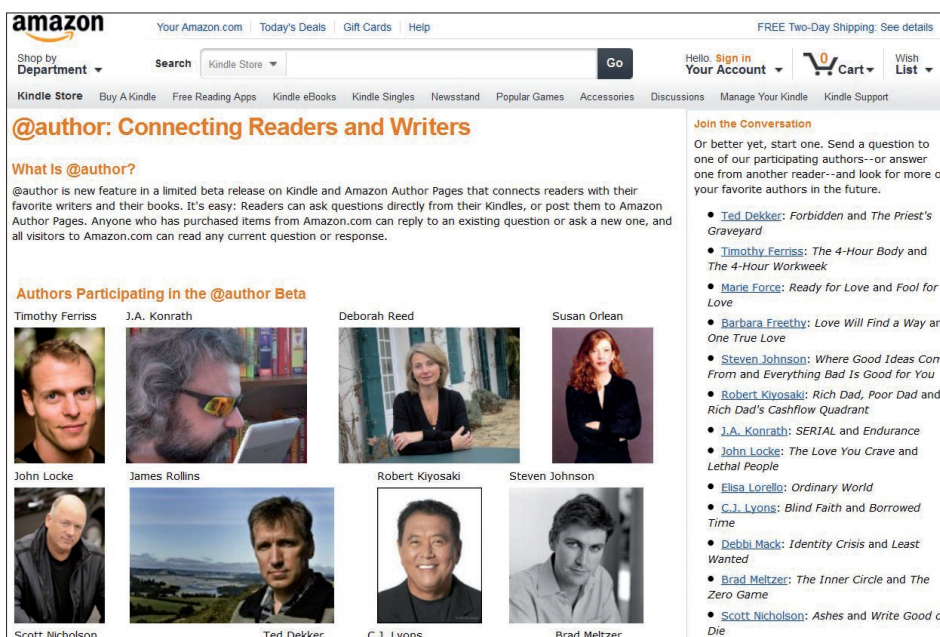 amazon
Your Amazon.com Today's Deals Gift Cards Help
FREE Two-Day Shipping: See details
Shop by
Department
Search
Kindle Store
Go
Hello. Sign in
Your Account
0
Cart
Wish
List
Kindle Store Buy A Kindle Free Reading Apps Kindle eBooks Kindle Singles Newsstand Popular Games Accessories Discussions Manage Your Kindle Kindle Support
@author: Connecting Readers and Writers
What Is @author?
@author is new feature in a limited beta release on Kindle and Amazon Author Pages that connects readers with their
favorite writers and their books. It's easy: Readers can ask questions directly from their Kindles, or post them to Amazon
Author Pages. Anyone who has purchased items from Amazon.com can reply to an existing question or ask a new one, and
all visitors to Amazon.com can read any current question or response.
Authors Participating in the @author Beta
Timothy Ferriss J.A. Konrath Deborah Reed Susan Orlean
John Locke James Rollins Robert Kiyosaki Steven Johnson
Scott Nicholson Ted Dekker C.J. Lyons Brad Meltzer
Join the Conversation
Or better yet, start one. Send a question to
one of our participating authors--or answer
one from another reader--and look for more o
your favorite authors in the future.
• Ted Dekker: Forbidden and The Priest's
Graveyard
• Timothy Ferriss: The 4-Hour Body and
The 4-Hour Workweek
• Marie Force: Ready for Love and Fool for
Love
• Barbara Freethy: Love Will Find a Way an
One True Love
• Steven Johnson: Where Good Ideas Com
From and Everything Bad Is Good for You
• Robert Kiyosaki: Rich Dad, Poor Dad and
Rich Dad's Cashflow Quadrant
• J.A. Konrath: SERIAL and Endurance
• John Locke: The Love You Crave and
Lethal People
• Elisa Lorello: Ordinary World
• C.J. Lyons: Blind Faith and Borrowed
Time
• Debbi Mack: Identity Crisis and Least
Wanted
• Brad Meltzer: The Inner Circle and The
Zero Game
• Scott Nicholson: Ashes and Write Good o
Die